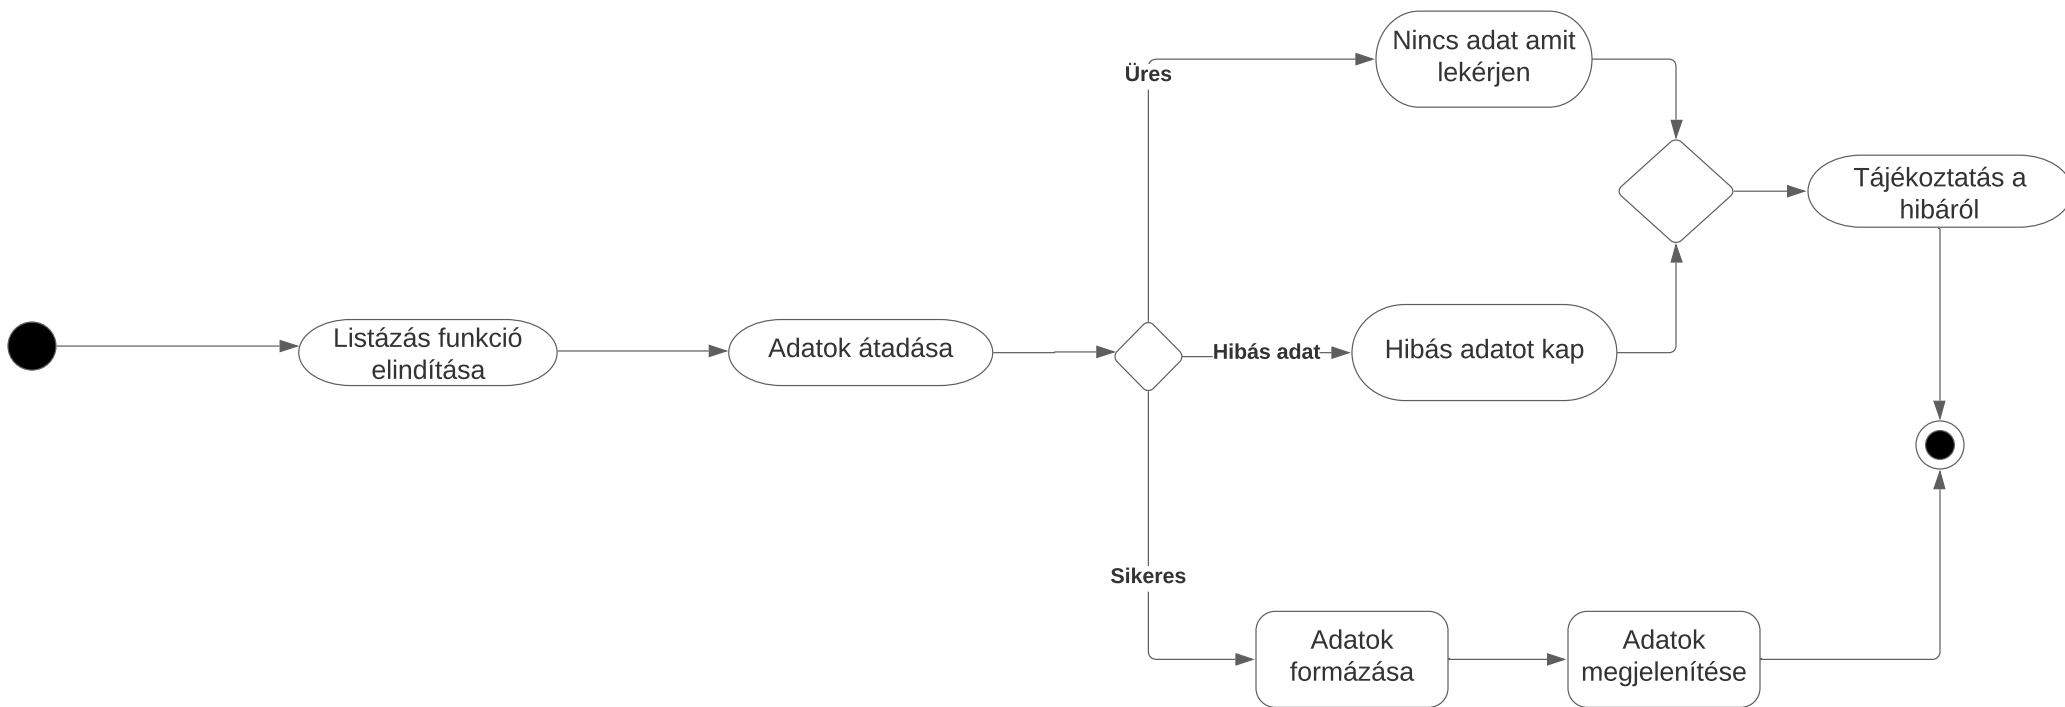 Nincs adat amit
lekérjen
Üres
Tájékoztatás a
hibáról
Listázás funkció
elindítása
Adatok átadása
Hibás adat
Hibás adatot kap
Sikeres
Adatok
formázása
Adatok
megjelenítése